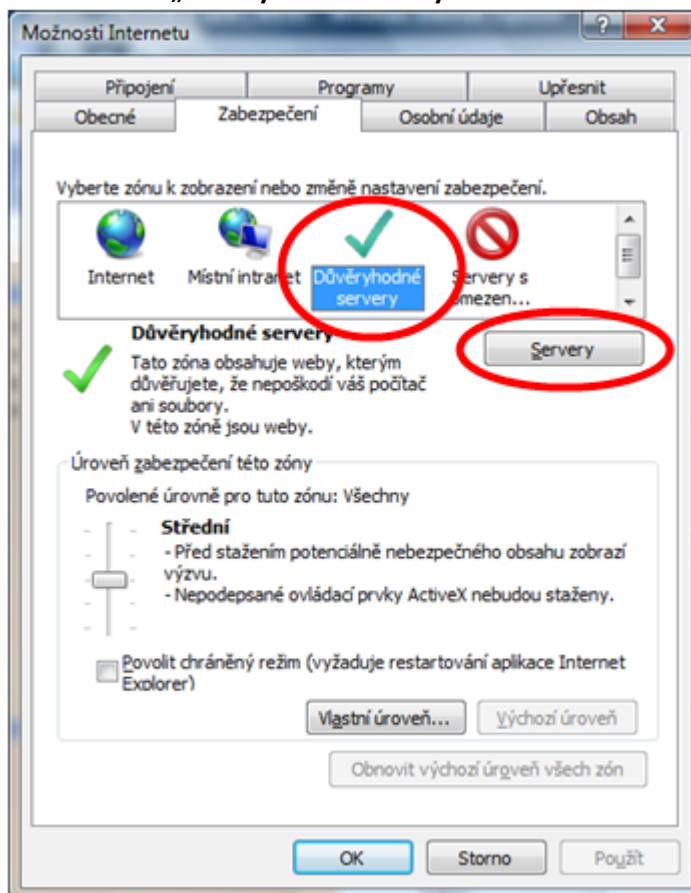 Možnosti Internetu
Připojení Programy Upřesnit
Obecné Zabezpečení Osobní údaje Obsah
Vyberte zónu k zobrazení nebo změně nastavení zabezpečení.
Internet Místní intranet Důvěryhodné servery Servery s omezen...
Důvěryhodné servery
Servery
Tato zóna obsahuje weby, kterým
důvěřujete, že nepoškodí váš počítač
ani soubory.
V této zóně jsou weby.
Úroveň zabezpečení této zóny
Povolené úrovně pro tuto zónu: Všechny
Střední
- Před stažením potenciálně nebezpečného obsahu zobrazí
výzvu.
- Nepodepsané ovládací prvky ActiveX nebudou staženy.
Povolit chráněný režim (vyžaduje restartování aplikace Internet
Explorer)
Vlastní úroveň... Výchozí úroveň
Obnovit výchozí úroveň všech zón
OK Storno Použít